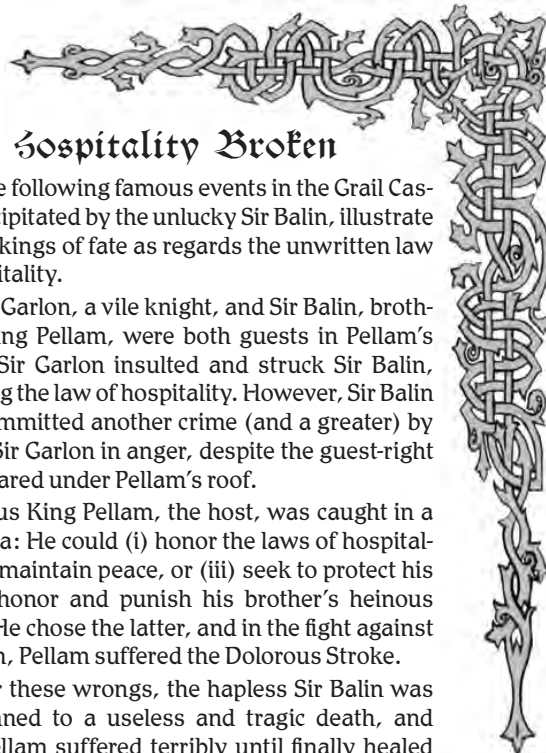 Hospitality Broken
e following famous events in the Grail Cas-
cipitated by the unlucky Sir Balin, illustrate
kings of fate as regards the unwritten law
itality.
Garlon, a vile knight, and Sir Balin, broth-
ing Pellam, were both guests in Pellam's
Sir Garlon insulted and struck Sir Balin,
g the law of hospitality. However, Sir Balin
ommitted another crime (and a greater) by
Sir Garlon in anger, despite the guest-right
ared under Pellam's roof.
us King Pellam, the host, was caught in a
a: He could (i) honor the laws of hospital-
maintain peace, or (iii) seek to protect his
honor and punish his brother's heinous
He chose the latter, and in the fight against
n, Pellam suffered the Dolorous Stroke.
r these wrongs, the hapless Sir Balin was
ned to a useless and tragic death, and
ellam suffered terribly until finally healed